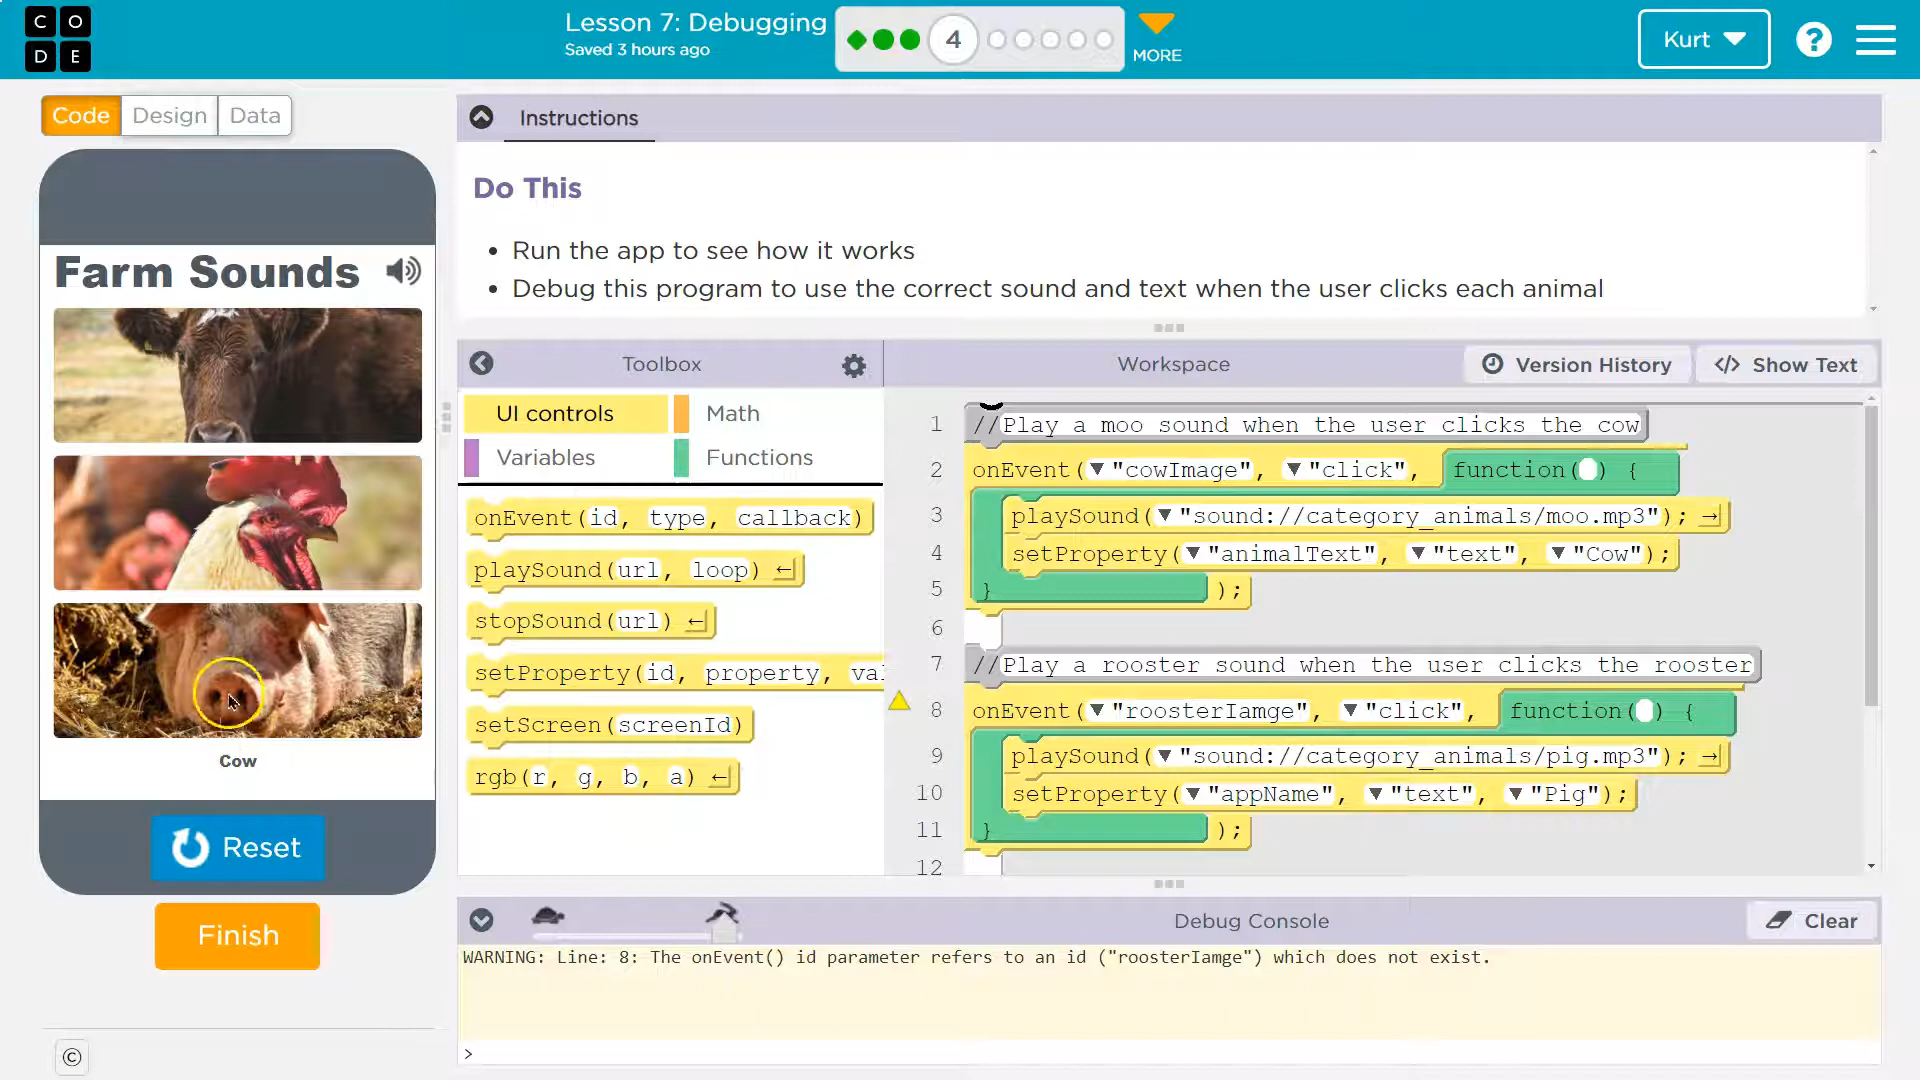 C O
D E
Lesson 7: Debugging
Saved 3 hours ago
4
MORE
Kurt
?
Code
Design
Data
Instructions
Do This
Run the app to see how it works
Debug this program to use the correct sound and text when the user clicks each animal
Farm Sounds
Cow
Reset
Finish
©
Toolbox
Workspace
Version History
</> Show Text
UI controls
Math
Variables
Functions
onEvent(id, type, callback)
playSound(url, loop) ←
stopSound(url) ←
setProperty(id, property, va
setScreen(screenId)
rgb(r, g, b, a) ←
1 //Play a moo sound when the user clicks the cow
2 onEvent(▼"cowImage", ▼"click", function() {
3 playSound(▼"sound://category_animals/moo.mp3"); →
4 setProperty(▼"animalText", ▼"text", ▼"Cow");
5 } );
6
7 //Play a rooster sound when the user clicks the rooster
8 onEvent(▼"roosterIamge", ▼"click", function() {
9 playSound(▼"sound://category_animals/pig.mp3"); →
10 setProperty(▼"appName", ▼"text", ▼"Pig");
11 } );
12
Debug Console
Clear
WARNING: Line: 8: The onEvent() id parameter refers to an id ("roosterIamge") which does not exist.
>